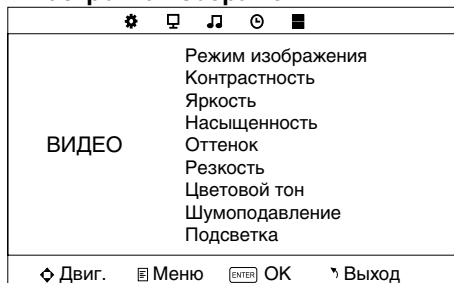 Режим изображения
Контрастность
Яркость
Насыщенность
ВИДЕО
Оттенок
Резкость
Цветовой тон
Шумоподавление
Подсветка
Двиг. Меню ENTER OK Выход